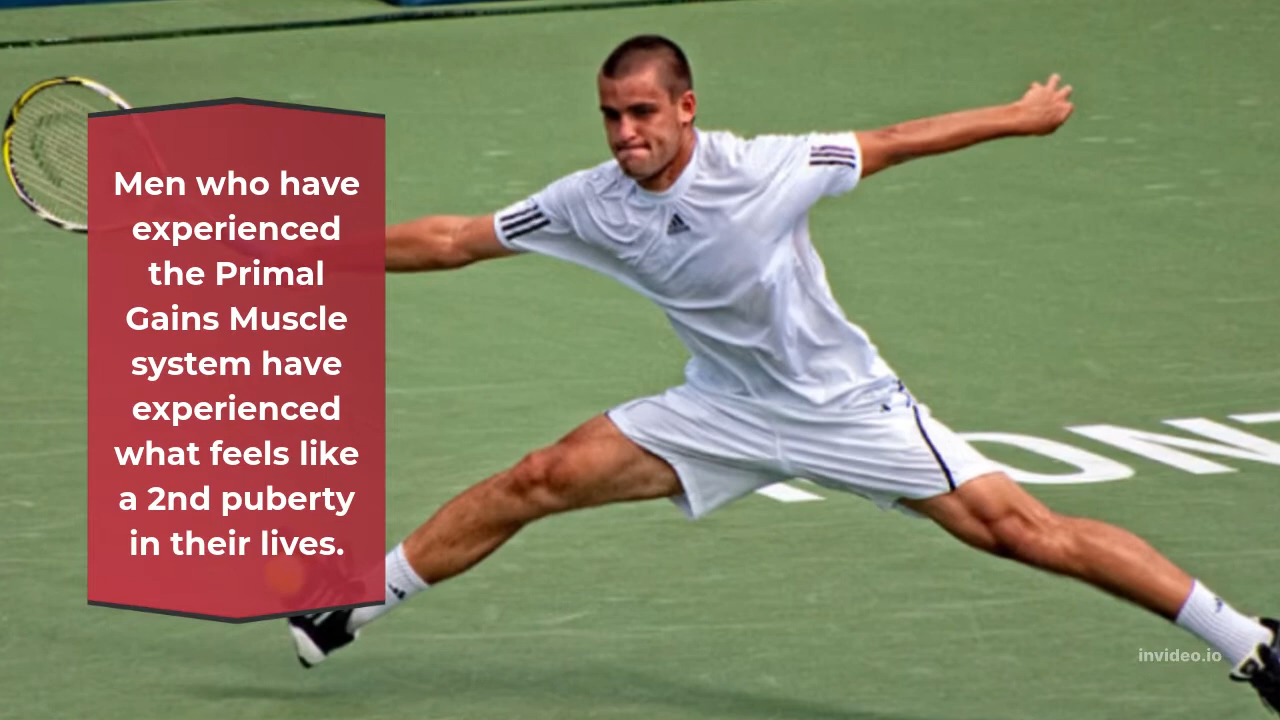 Men who have
experienced
the Primal
Gains Muscle
system have
experienced
what feels like
a 2nd puberty
in their lives.
ON
invideo.io